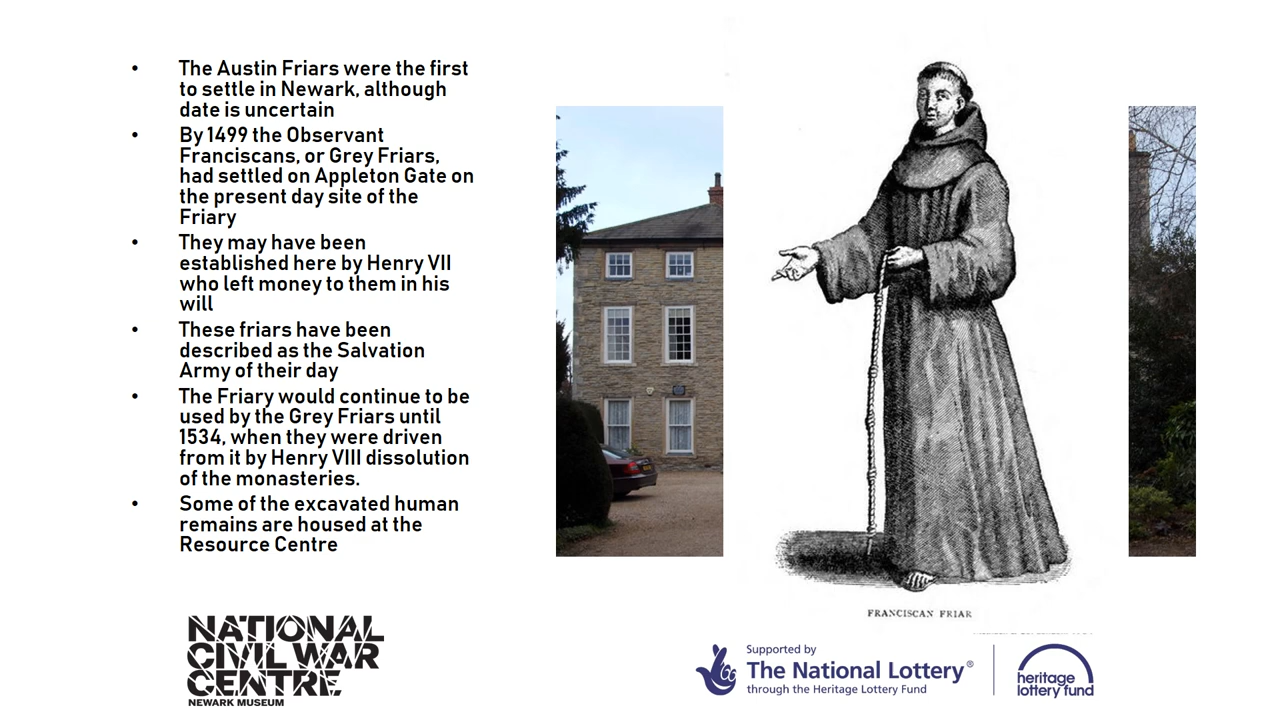 • The Austin Friars were the first
to settle in Newark, although
date is uncertain
• By 1499 the Observant
Franciscans, or Grey Friars,
had settled on Appleton Gate on
the present day site of the
Friary
• They may have been
established here by Henry VII
who left money to them in his
will
• These friars have been
described as the Salvation
Army of their day
• The Friary would continue to be
used by the Grey Friars until
1534, when they were driven
from it by Henry VIII dissolution
of the monasteries.
• Some of the excavated human
remains are housed at the
Resource Centre
FRANCISCAN FRIAR
NATIONAL
CIVIL WAR
CENTRE
NEWARK MUSEUM
Supported by
The National Lottery®
through the Heritage Lottery Fund
heritage
lottery fund